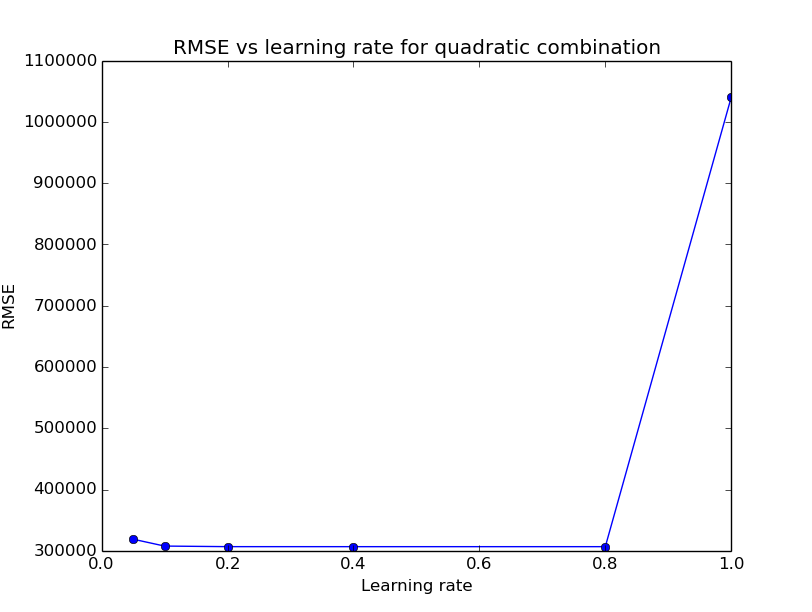 RMSE vs learning rate for quadratic combination
1100000
1000000
900000
800000
700000
600000
500000
400000
300000
RMSE
0.0 0.2 0.4 0.6 0.8 1.0
Learning rate